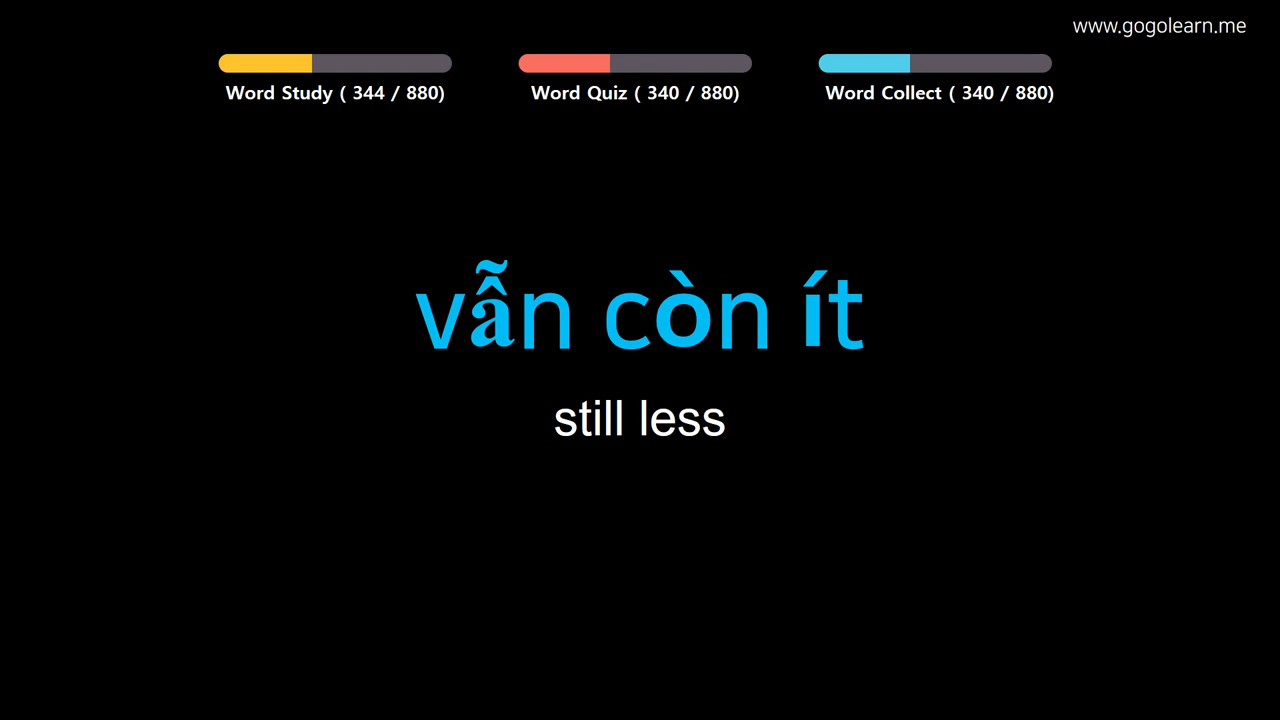 www.gogolearn.me
Word Study ( 344 / 880)
Word Quiz ( 340 / 880)
Word Collect ( 340 / 880)
vẫn còn ít
still less